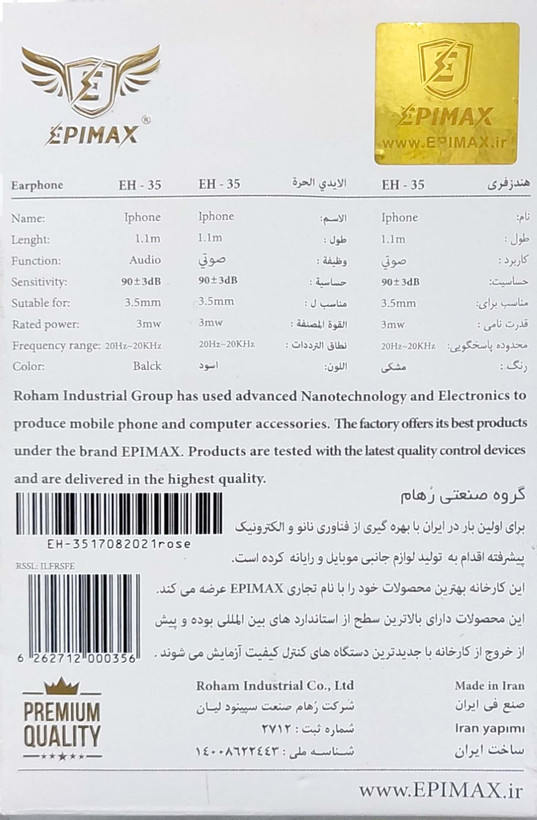 EPIMAX®
EPIMAX
www.EPIMAX.ir
Earphone EH - 35 EH - 35 الايدي الحرة EH - 35 هندزفری
Name: Iphone Iphone الاسم: Iphone نام:
Lenght: 1.1m 1.1m طول : 1.1m طول :
Function: Audio صوتي وظيفة : صوتي کاربرد :
Sensitivity: 90±3dB 90±3dB حساسية : 90±3dB حساسیت:
Sutable for: 3.5mm 3.5mm مناسب ل : 3.5mm مناسب برای:
Rated power: 3mw 3mw القوة المصنفة : 3mw قدرت نامی :
Frequency range: 20Hz~20KHz 20Hz~20KHz نطاق الترددات : 20Hz~20KHz محدوده پاسخگویی:
Color: Balck اسود اللون: مشکی رنگ :
Roham Industrial Group has used advanced Nanotechnology and Electronics to
produce mobile phone and computer accessories. The factory offers its best products
under the brand EPIMAX. Products are tested with the latest quality control devices
and are delivered in the highest quality.
گروه صنعتی رُهام
برای اولین بار در ایران با بهره گیری از فناوری نانو و الکترونیک
EH-3517082021rose
پیشرفته اقدام به تولید لوازم جانبی موبایل و رایانه کرده است.
RSSL: ILFRSFE
این کارخانه بهترین محصولات خود را با نام تجاری EPIMAX عرضه می کند.
این محصولات دارای بالاترین سطح از استاندارد های بین المللی بوده و پیش
از خروج از کارخانه با جدیدترین دستگاه های کنترل کیفیت آزمایش می شوند .
6 262712 000356
PREMIUM
QUALITY
Roham Industrial Co., Ltd Made in Iran
شرکت رُهام صنعت سپینود لیان صنع فی ایران
شماره ثبت : ۲۷۱۲ Iran yapımı
شناسه ملی : ۱۴۰۰۸۶۲۲۴۴۳ ساخت ایران
www.EPIMAX.ir